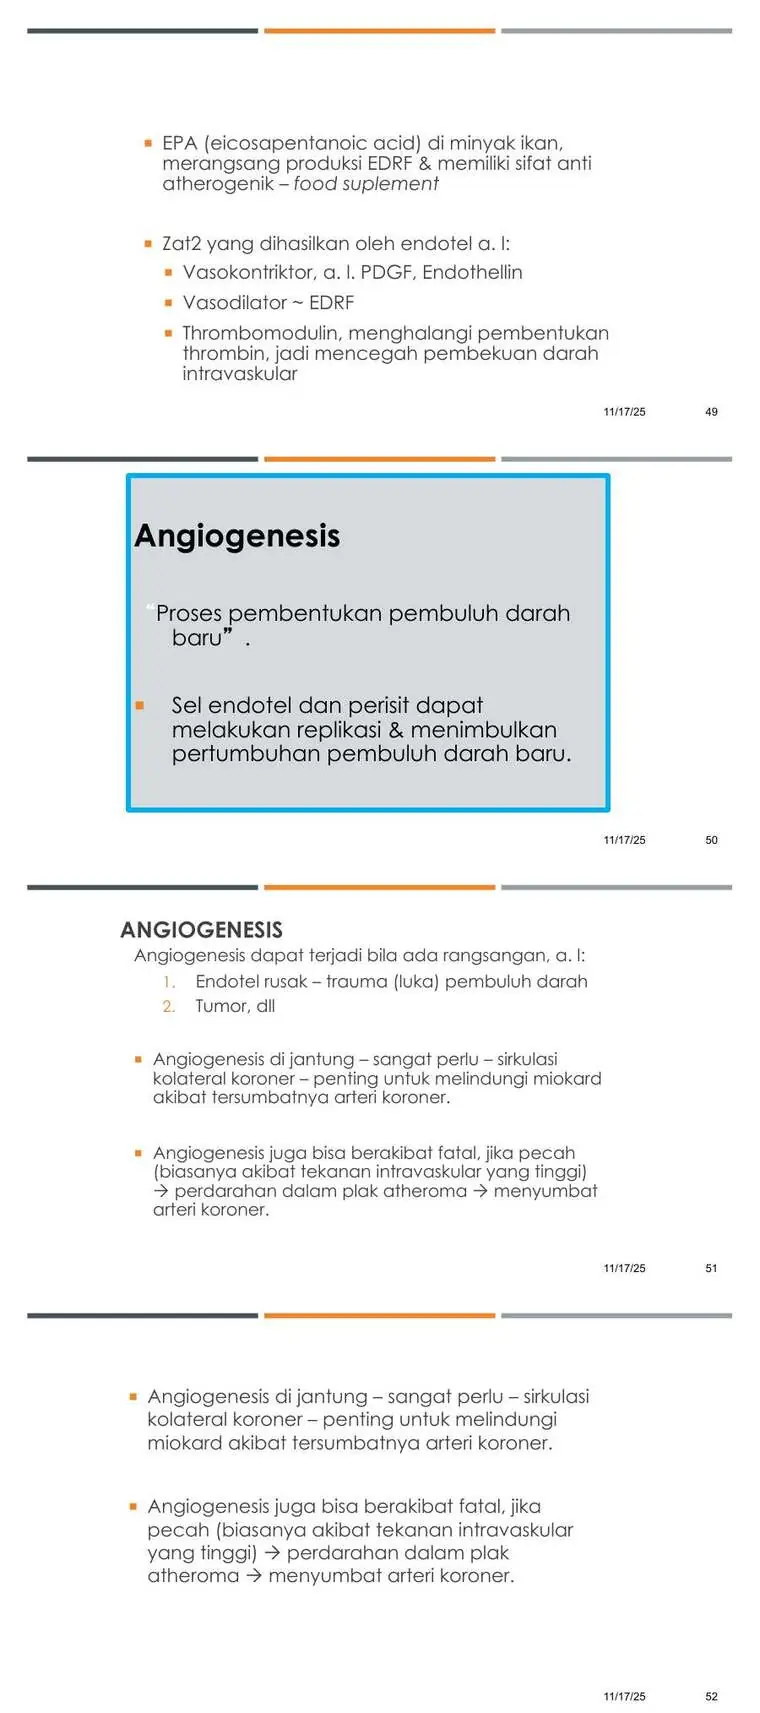 EPA (eicosapentanoic acid) di minyak ikan,
merangsang produksi EDRF & memiliki sifat anti
atherogenik – food suplement
Zat2 yang dihasilkan oleh endotel a. l:
Vasokontriktor, a. l. PDGF, Endothellin
Vasodilator ~ EDRF
Thrombomodulin, menghalangi pembentukan
thrombin, jadi mencegah pembekuan darah
intravaskular
11/17/25 49
Angiogenesis
“Proses pembentukan pembuluh darah
baru” .
Sel endotel dan perisit dapat
melakukan replikasi & menimbulkan
pertumbuhan pembuluh darah baru.
11/17/25 50
ANGIOGENESIS
Angiogenesis dapat terjadi bila ada rangsangan, a. l:
1. Endotel rusak – trauma (luka) pembuluh darah
2. Tumor, dll
Angiogenesis di jantung – sangat perlu – sirkulasi
kolateral koroner – penting untuk melindungi miokard
akibat tersumbatnya arteri koroner.
Angiogenesis juga bisa berakibat fatal, jika pecah
(biasanya akibat tekanan intravaskular yang tinggi)
→ perdarahan dalam plak atheroma → menyumbat
arteri koroner.
11/17/25 51
Angiogenesis di jantung – sangat perlu – sirkulasi
kolateral koroner – penting untuk melindungi
miokard akibat tersumbatnya arteri koroner.
Angiogenesis juga bisa berakibat fatal, jika
pecah (biasanya akibat tekanan intravaskular
yang tinggi) → perdarahan dalam plak
atheroma → menyumbat arteri koroner.
11/17/25 52